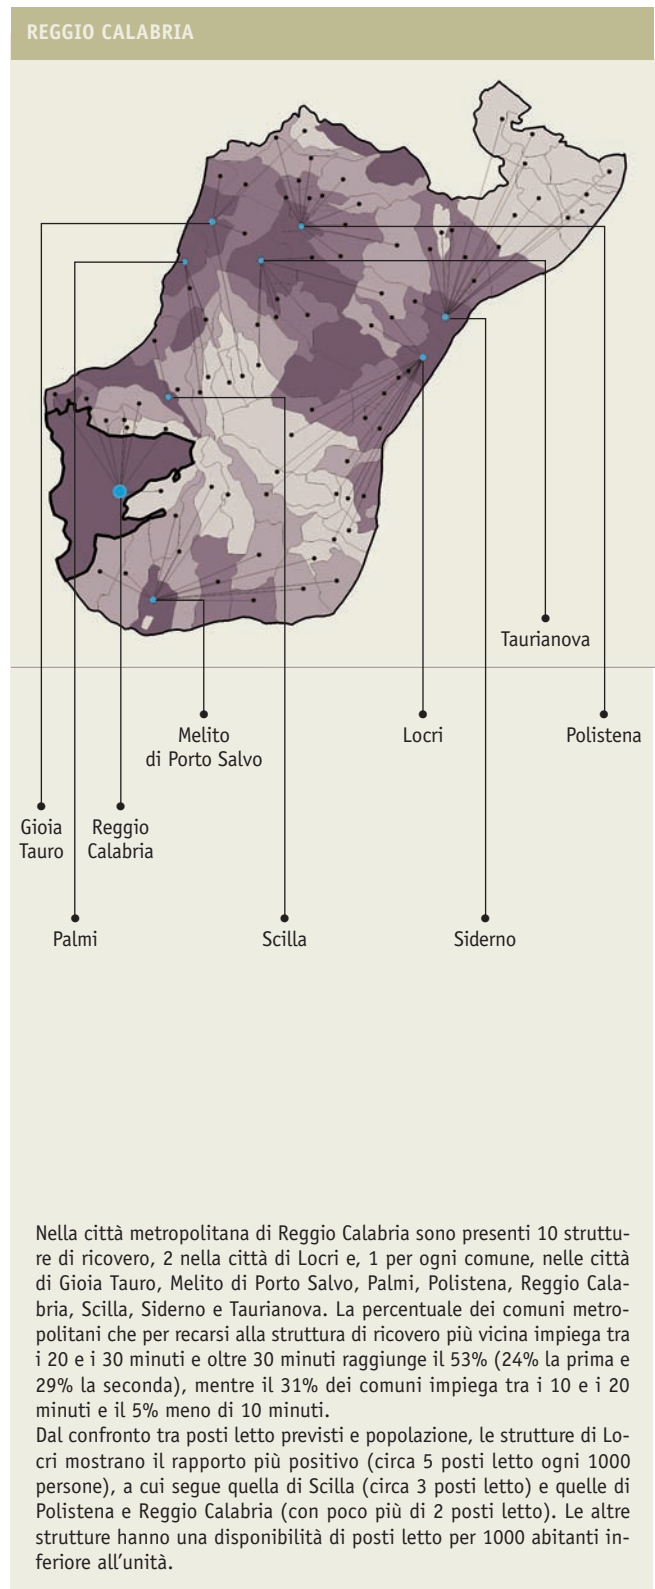 REGGIO CALABRIA
Taurianova
Melito
di Porto Salvo
Locri
Polistena
Gioia
Tauro
Reggio
Calabria
Palmi
Scilla
Siderno
Nella città metropolitana di Reggio Calabria sono presenti 10 struttu-
re di ricovero, 2 nella città di Locri e, 1 per ogni comune, nelle città
di Gioia Tauro, Melito di Porto Salvo, Palmi, Polistena, Reggio Cala-
bria, Scilla, Siderno e Taurianova. La percentuale dei comuni metro-
politani che per recarsi alla struttura di ricovero più vicina impiega tra
i 20 e i 30 minuti e oltre 30 minuti raggiunge il 53% (24% la prima e
29% la seconda), mentre il 31% dei comuni impiega tra i 10 e i 20
minuti e il 5% meno di 10 minuti.
Dal confronto tra posti letto previsti e popolazione, le strutture di Lo-
cri mostrano il rapporto più positivo (circa 5 posti letto ogni 1000
persone), a cui segue quella di Scilla (circa 3 posti letto) e quelle di
Polistena e Reggio Calabria (con poco più di 2 posti letto). Le altre
strutture hanno una disponibilità di posti letto per 1000 abitanti in-
feriore all'unità.